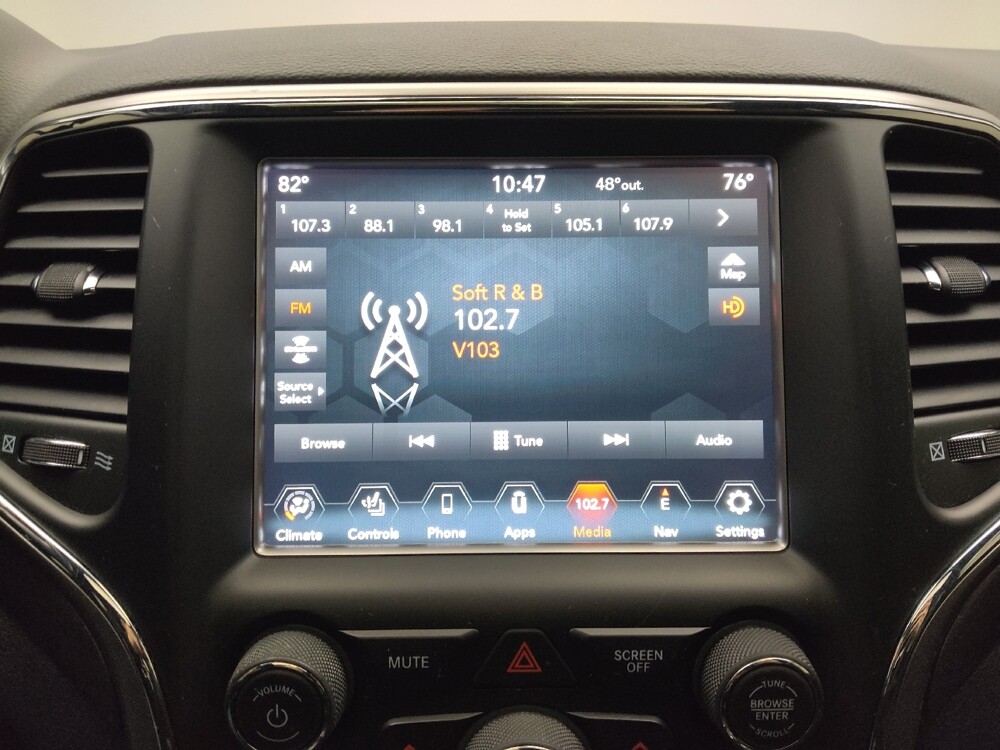 82° 10:47 48°out. 76°
1 107.3 2 88.1 3 98.1 4 Hold to Set 5 105.1 6 107.9
AM
Map
FM
HD
Soft R & B
102.7
V103
Source
Select
Browse Tune Audio
102.7 E
Climate Controls Phone Apps Media Nav Settings
MUTE
SCREEN
OFF
VOLUME
TUNE
BROWSE
ENTER
SCROLL